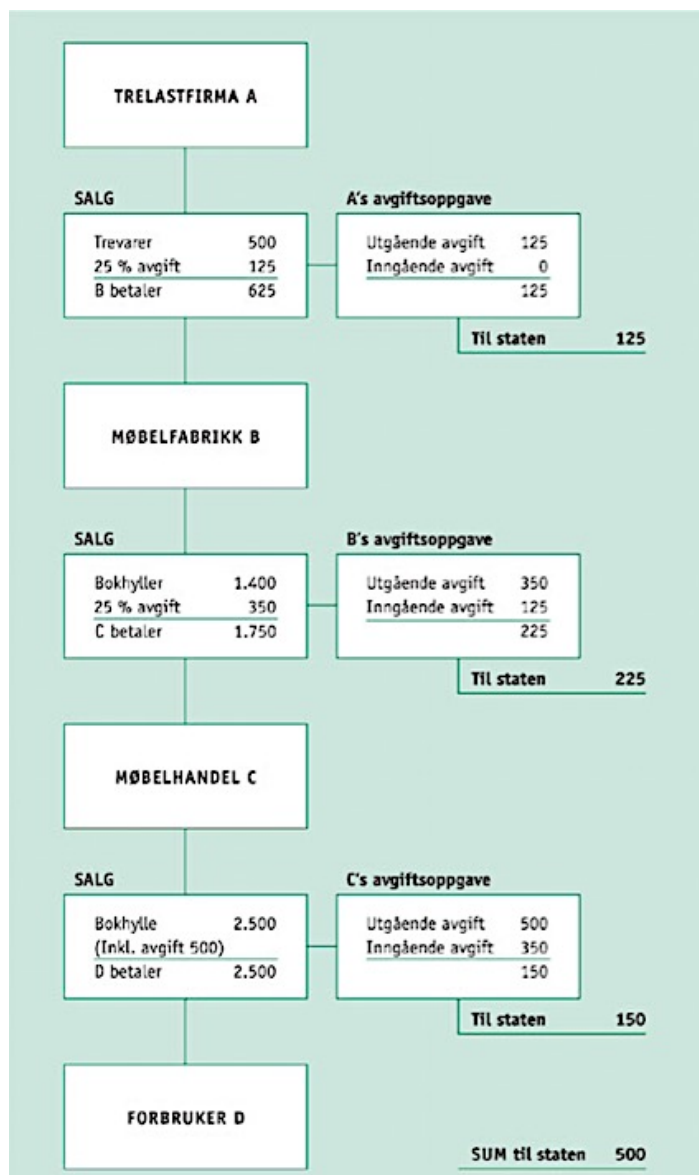 TRELASTFIRMA A
SALG
Trevarer 500
25 % avgift 125
B betaler 625
A's avgiftsoppgave
Utgående avgift 125
Inngående avgift 0
125
Til staten 125
MØBELFABRIKK B
SALG
Bokhyller 1.400
25 % avgift 350
C betaler 1.750
B's avgiftsoppgave
Utgående avgift 350
Inngående avgift 125
225
Til staten 225
MØBELHANDEL C
SALG
Bokhylle 2.500
(Inkl. avgift 500)
D betaler 2.500
C's avgiftsoppgave
Utgående avgift 500
Inngående avgift 350
150
Til staten 150
FORBRUKER D
SUM til staten 500